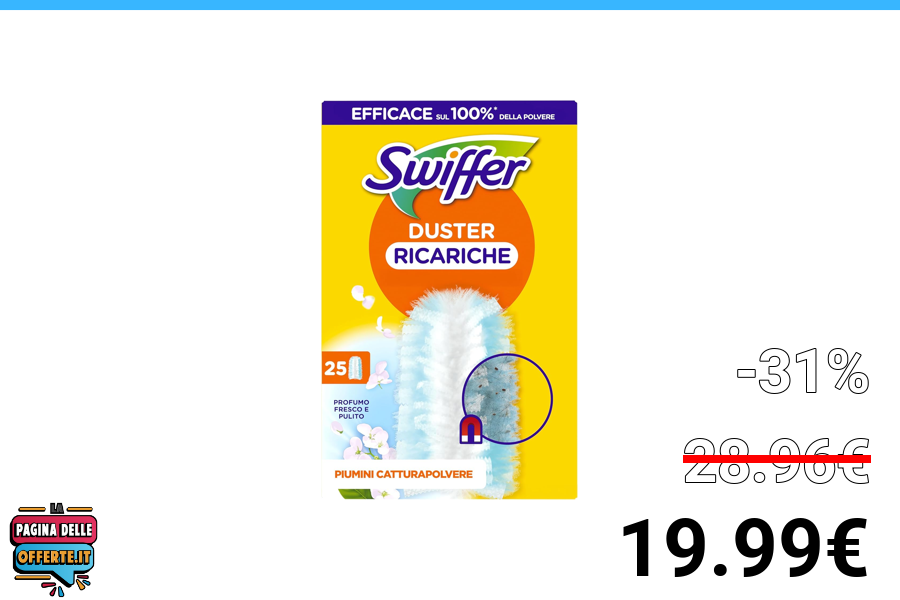 EFFICACE SUL 100%* DELLA POLVERE
Swiffer
DUSTER
RICARICHE
25
PROFUMO
FRESCO E
PULITO
PIUMINI CATTURAPOLVERE
-31%
28.96€
19.99€
LA
PAGINA DELLE
OFFERTE.IT